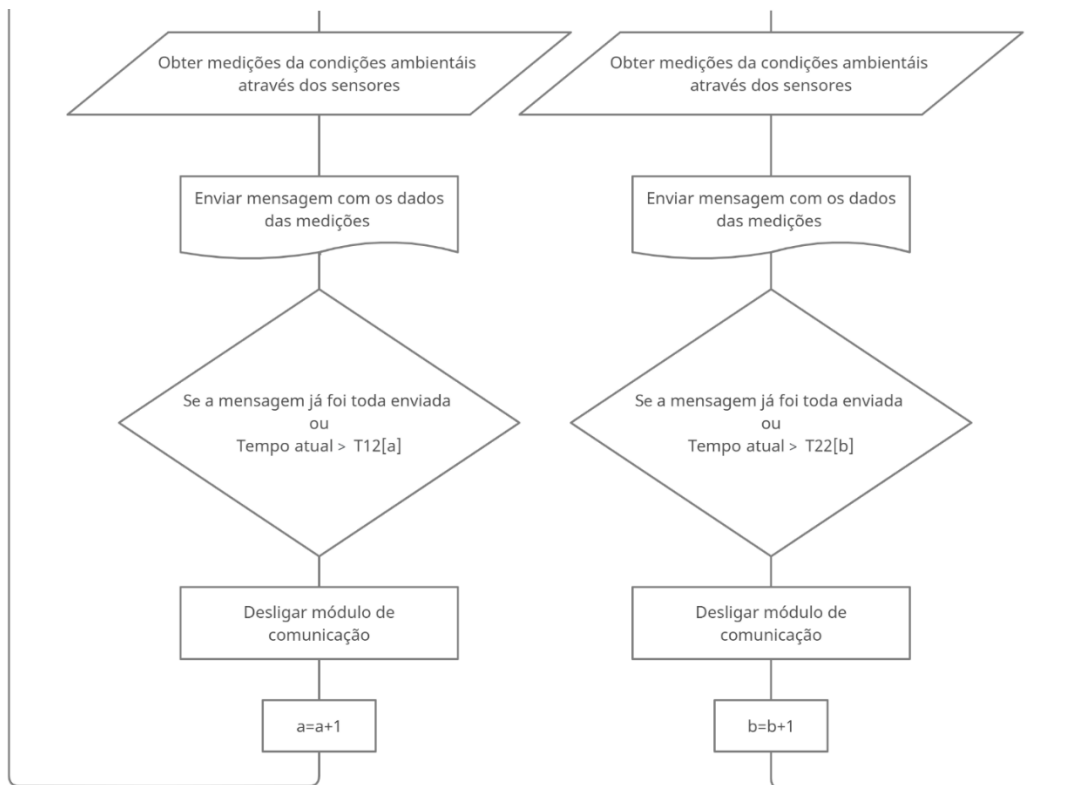 Obter medições da condições ambientáis
através dos sensores
Enviar mensagem com os dados
das medições
Se a mensagem já foi toda enviada
ou
Tempo atual > T12[a]
Desligar módulo de
comunicação
a=a+1
Obter medições da condições ambientáis
através dos sensores
Enviar mensagem com os dados
das medições
Se a mensagem já foi toda enviada
ou
Tempo atual > T22[b]
Desligar módulo de
comunicação
b=b+1